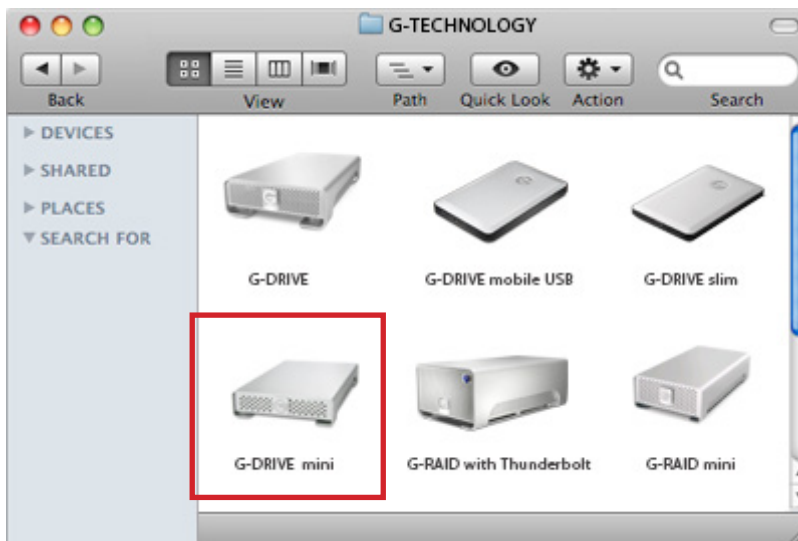 G-TECHNOLOGY
Back View Path Quick Look Action Search
DEVICES
SHARED
PLACES
SEARCH FOR
G-DRIVE G-DRIVE mobile USB G-DRIVE slim
G-DRIVE mini G-RAID with Thunderbolt G-RAID mini